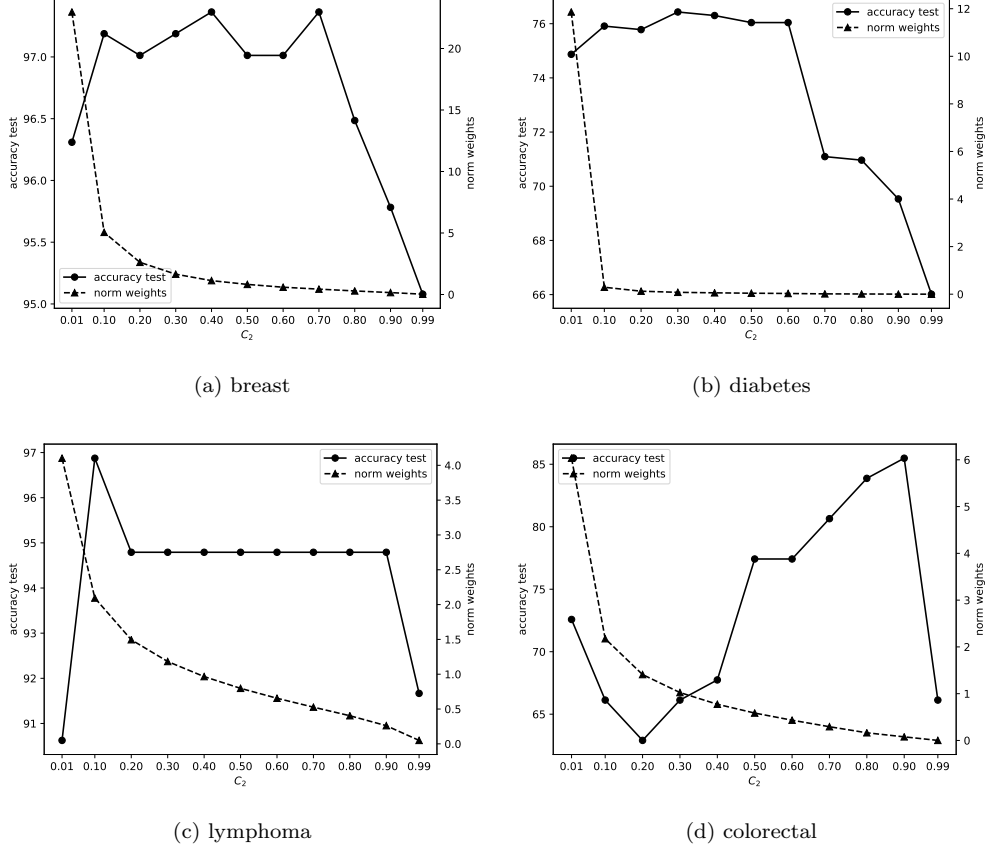 97.0
96.5
96.0
95.5
95.0
accuracy test
20
15
10
5
0
norm weights
accuracy test
norm weights
0.01 0.10 0.20 0.30 0.40 0.50 0.60 0.70 0.80 0.90 0.99
C₂
(a) breast
76
74
72
70
68
66
accuracy test
12
10
8
6
4
2
0
norm weights
accuracy test
norm weights
0.01 0.10 0.20 0.30 0.40 0.50 0.60 0.70 0.80 0.90 0.99
C₂
(b) diabetes
97
96
95
94
93
92
91
accuracy test
4.0
3.5
3.0
2.5
2.0
1.5
1.0
0.5
0.0
norm weights
accuracy test
norm weights
0.01 0.10 0.20 0.30 0.40 0.50 0.60 0.70 0.80 0.90 0.99
C₂
(c) lymphoma
85
80
75
70
65
accuracy test
6
5
4
3
2
1
0
norm weights
accuracy test
norm weights
0.01 0.10 0.20 0.30 0.40 0.50 0.60 0.70 0.80 0.90 0.99
C₂
(d) colorectal